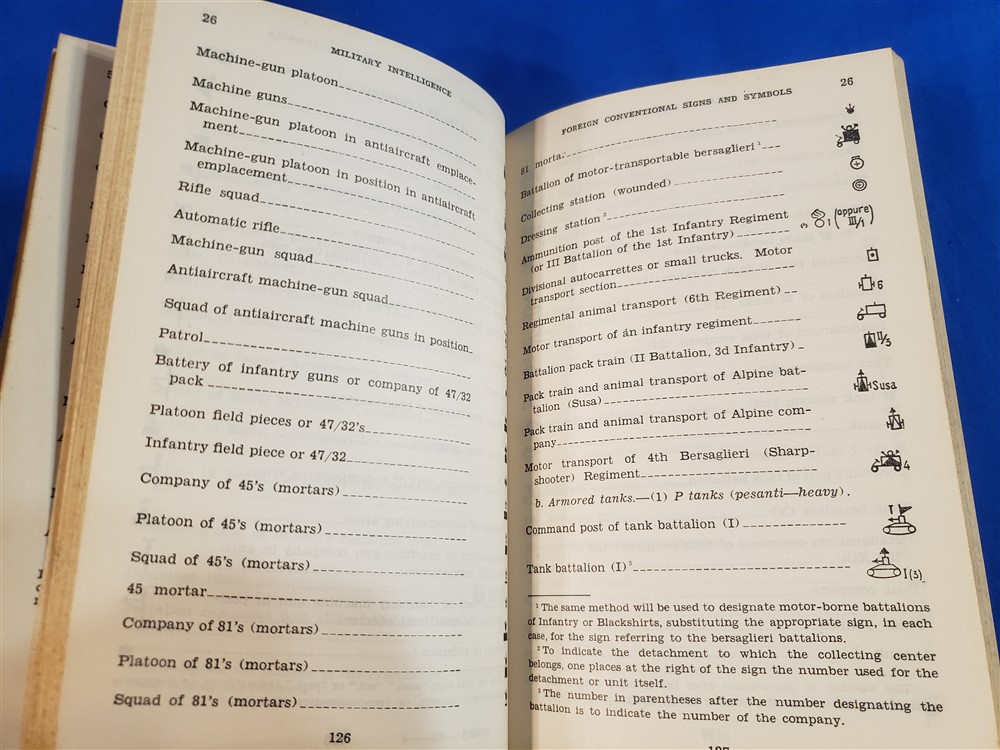 26
MILITARY INTELLIGENCE
Machine-gun platoon
Machine guns
Machine-gun platoon in antiaircraft emplace-
ment
Machine-gun platoon in position in antiaircraft
emplacement
Rifle squad
Automatic rifle
Machine-gun squad
Antiaircraft machine-gun squad
Squad of antiaircraft machine guns in position
Patrol
Battery of infantry guns or company of 47/32
pack
Platoon field pieces or 47/32's
Infantry field piece or 47/32
Company of 45's (mortars)
Platoon of 45's (mortars)
Squad of 45's (mortars)
45 mortar
Company of 81's (mortars)
Platoon of 81's (mortars)
Squad of 81's (mortars)
126
FOREIGN CONVENTIONAL SIGNS AND SYMBOLS
26
81 mortar
Battalion of motor-transportable bersaglieri ¹
Collecting station (wounded)
Dressing station ²
Ammunition post of the 1st Infantry Regiment
(or III Battalion of the 1st Infantry)
1 (oppure III/1)
Divisional autocarrettes or small trucks. Motor
transport section
Regimental animal transport (6th Regiment)
6
Motor transport of an infantry regiment
Battalion pack train (II Battalion, 3d Infantry)
II/3
Pack train and animal transport of Alpine bat-
talion (Susa)
Susa
Pack train and animal transport of Alpine com-
pany
Motor transport of 4th Bersaglieri (Sharp-
shooter) Regiment
4
b. Armored tanks.—(1) P tanks (pesanti—heavy).
Command post of tank battalion (I)
I
Tank battalion (I)³
I(3)
¹ The same method will be used to designate motor-borne battalions
of Infantry or Blackshirts, substituting the appropriate sign, in each
case, for the sign referring to the bersaglieri battalions.
² To indicate the detachment to which the collecting center
belongs, one places at the right of the sign the number used for the
detachment or unit itself.
³ The number in parentheses after the number designating the
battalion is to indicate the number of the company.